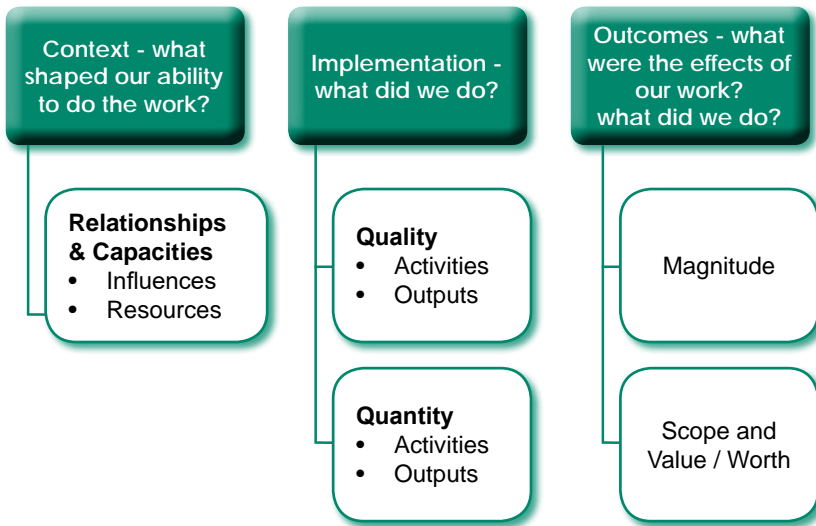 Context - what
shaped our ability
to do the work?
Relationships
& Capacities
• Influences
• Resources
Implementation -
what did we do?
Quality
• Activities
• Outputs
Quantity
• Activities
• Outputs
Outcomes - what
were the effects of
our work?
what did we do?
Magnitude
Scope and
Value / Worth